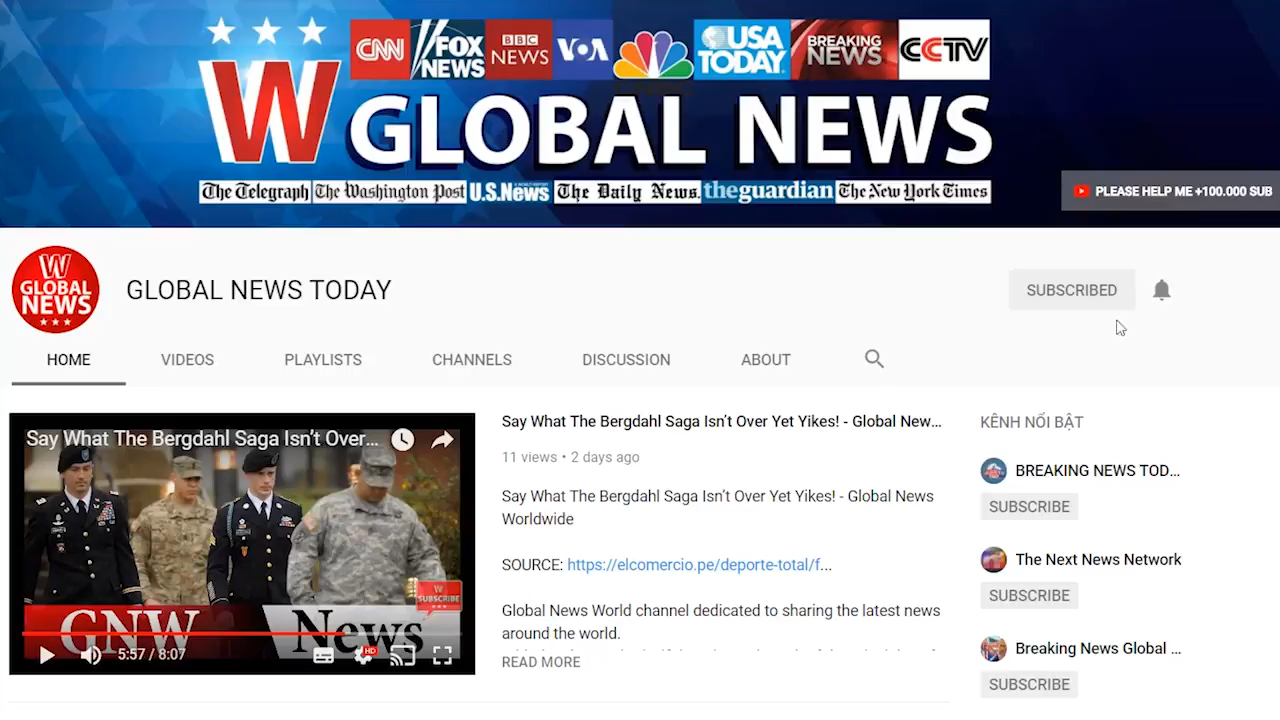 CNN
FOX NEWS
BBC NEWS
VOA
USA TODAY
BREAKING NEWS
CCTV
W GLOBAL NEWS
The Telegraph
The Washington Post
U.S.News
The Daily News.
theguardian
The New York Times
PLEASE HELP ME +100.000 SUB
W
GLOBAL
NEWS
GLOBAL NEWS TODAY
SUBSCRIBED
HOME
VIDEOS
PLAYLISTS
CHANNELS
DISCUSSION
ABOUT
Say What The Bergdahl Saga Isn't Over...
W
SUBSCRIBE
GNW News
5:57 / 8:07
HD
Say What The Bergdahl Saga Isn't Over Yet Yikes! - Global New...
11 views • 2 days ago
Say What The Bergdahl Saga Isn't Over Yet Yikes! - Global News
Worldwide
SOURCE: https://elcomercio.pe/deporte-total/f...
Global News World channel dedicated to sharing the latest news
around the world.
READ MORE
KÊNH NỔI BẬT
BREAKING NEWS TOD...
SUBSCRIBE
The Next News Network
SUBSCRIBE
Breaking News Global ...
SUBSCRIBE